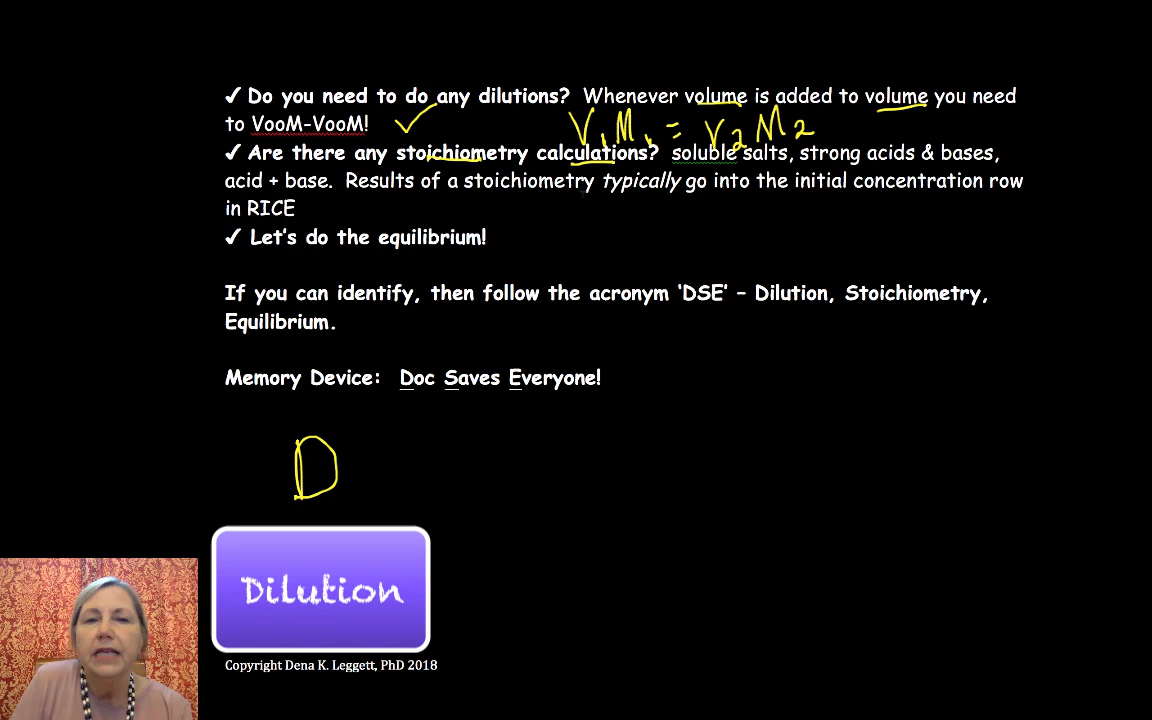 ✓ Do you need to do any dilutions? Whenever volume is added to volume you need
to VooM-VooM!
V₁M₁ = V₂M₂
✓ Are there any stoichiometry calculations? soluble salts, strong acids & bases,
acid + base. Results of a stoichiometry typically go into the initial concentration row
in RICE
✓ Let's do the equilibrium!
If you can identify, then follow the acronym 'DSE' – Dilution, Stoichiometry,
Equilibrium.
Memory Device: Doc Saves Everyone!
D
Dilution
Copyright Dena K. Leggett, PhD 2018